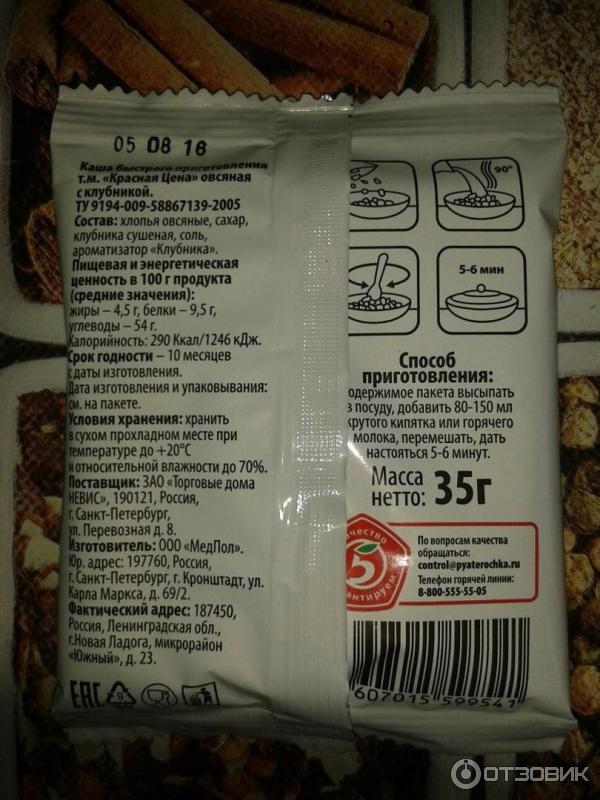 05 08 16
Каша быстрого приготовления
т.м. «Красная Цена» овсяная
с клубникой.
ТУ 9194-009-58867139-2005
Состав: хлопья овсяные, сахар,
клубника сушеная, соль,
ароматизатор «Клубника».
Пищевая и энергетическая
ценность в 100 г продукта
(средние значения):
жиры – 4,5 г, белки – 9,5 г,
углеводы – 54 г.
Калорийность: 290 Ккал/1246 кДж.
Срок годности – 10 месяцев
с даты изготовления.
Дата изготовления и упаковывания:
см. на пакете.
Условия хранения: хранить
в сухом прохладном месте при
температуре до +20°С
и относительной влажности до 70%.
Поставщик: ЗАО «Торговые дома
НЕВИС», 190121, Россия,
г. Санкт-Петербург,
ул. Перевозная д. 8.
Изготовитель: ООО «МедПол».
Юр. адрес: 197760, Россия,
г. Санкт-Петербург, г. Кронштадт, ул.
Карла Маркса, д. 69/2.
Фактический адрес: 187450,
Россия, Ленинградская обл.,
г.Новая Ладога, микрорайон
«Южный», д. 23.
EAC
90°
5-6 мин
Способ
приготовления:
одержимое пакета высыпать
в посуду, добавить 80-150 мл
крутого кипятка или горячего
молока, перемешать, дать
настояться 5-6 минут.
Масса
нетто: 35г
чество
5
антируем
По вопросам качества
обращаться:
control@pyaterochka.ru
Телефон горячей линии:
8-800-555-55-05
607015 599541
ОТЗОВИК